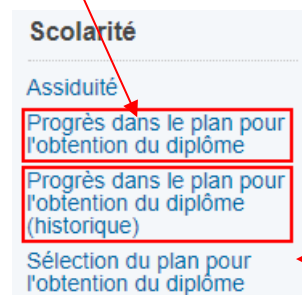 Scolarité
Assiduité
Progrès dans le plan pour
l'obtention du diplôme
Progrès dans le plan pour
l'obtention du diplôme
(historique)
Sélection du plan pour
l'obtention du diplôme